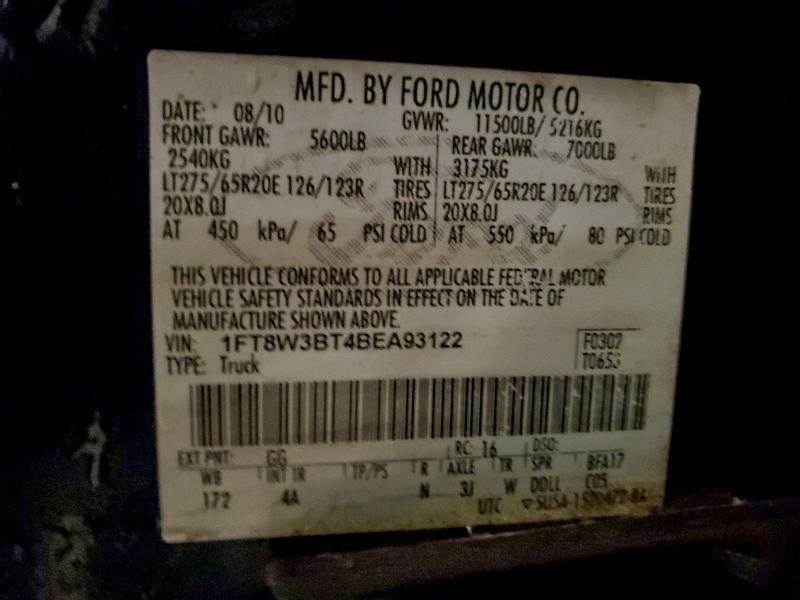 MFD. BY FORD MOTOR CO.
DATE: 08/10 GVWR: 11500LB/ 5216KG
FRONT GAWR: 5600LB REAR GAWR: 7000LB
2540KG WITH 3175KG WITH
LT275/65R20E 126/123R TIRES LT275/65R20E 126/123R TIRES
20X8.0J RIMS 20X8.0J RIMS
AT 450 kPa/ 65 PSI COLD AT 550 kPa/ 80 PSI COLD
THIS VEHICLE CONFORMS TO ALL APPLICABLE FEDERAL MOTOR
VEHICLE SAFETY STANDARDS IN EFFECT ON THE DATE OF
MANUFACTURE SHOWN ABOVE.
VIN: 1FT8W3BT4BEA93122 F0302
TYPE: Truck T0653
EXT PNT: GG RC: 16 DSO:
WB INT TR TP/PS R AXLE TR SPR BFA17
172 4A N 3J W DDLL C05
UTC